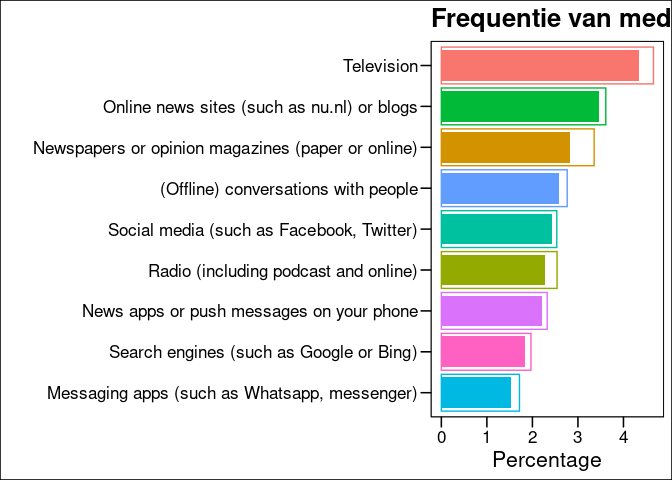 Frequentie van med
Television
Online news sites (such as nu.nl) or blogs
Newspapers or opinion magazines (paper or online)
(Offline) conversations with people
Social media (such as Facebook, Twitter)
Radio (including podcast and online)
News apps or push messages on your phone
Search engines (such as Google or Bing)
Messaging apps (such as Whatsapp, messenger)
0 1 2 3 4
Percentage